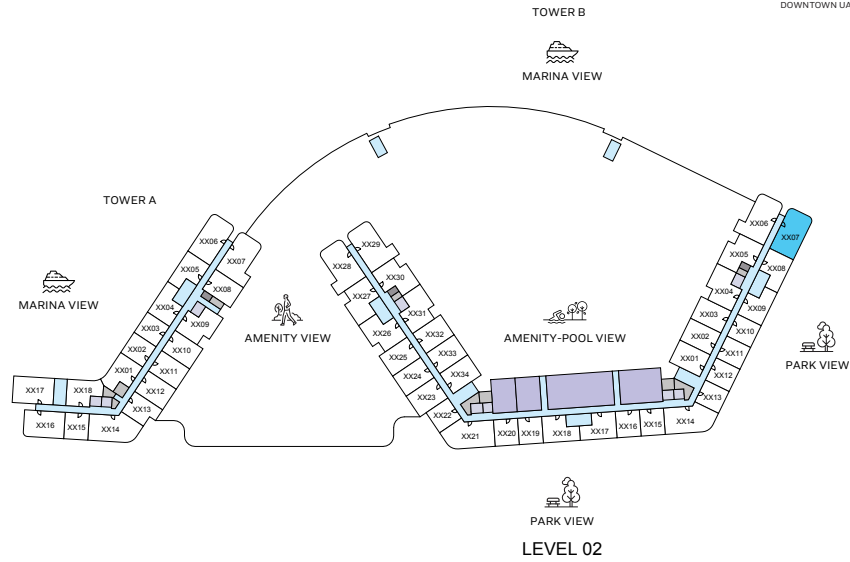 DOWNTOWN UA
TOWER B
MARINA VIEW
TOWER A
MARINA VIEW
AMENITY VIEW
AMENITY-POOL VIEW
PARK VIEW
XX06
XX07
XX05
XX08
XX04
XX09
XX03
XX10
XX02
XX11
XX01
XX12
XX17
XX18
XX13
XX16
XX15
XX14
XX29
XX28
XX30
XX27
XX31
XX26
XX32
XX25
XX33
XX24
XX34
XX23
XX22
XX21
XX20
XX19
XX18
XX17
XX16
XX15
XX14
XX06
XX07
XX05
XX08
XX04
XX09
XX03
XX10
XX02
XX11
XX01
XX12
XX13
PARK VIEW
LEVEL 02